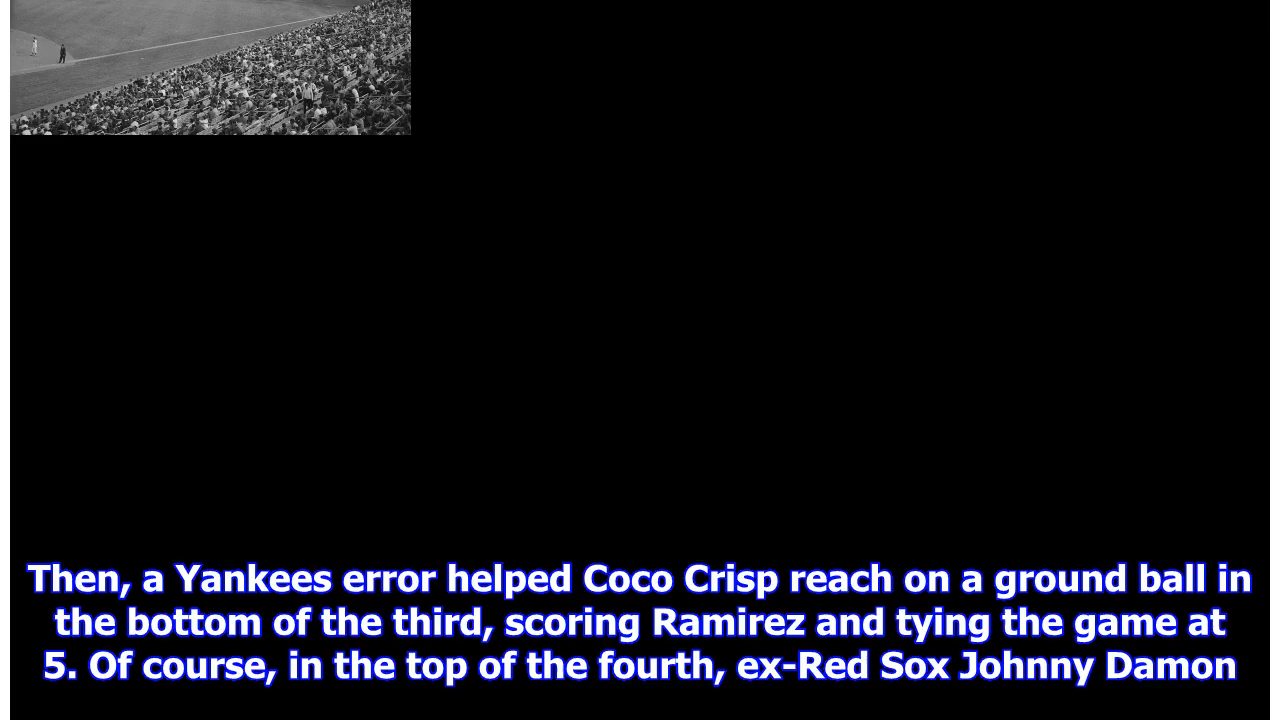 Then, a Yankees error helped Coco Crisp reach on a ground ball in
the bottom of the third, scoring Ramirez and tying the game at
5. Of course, in the top of the fourth, ex-Red Sox Johnny Damon